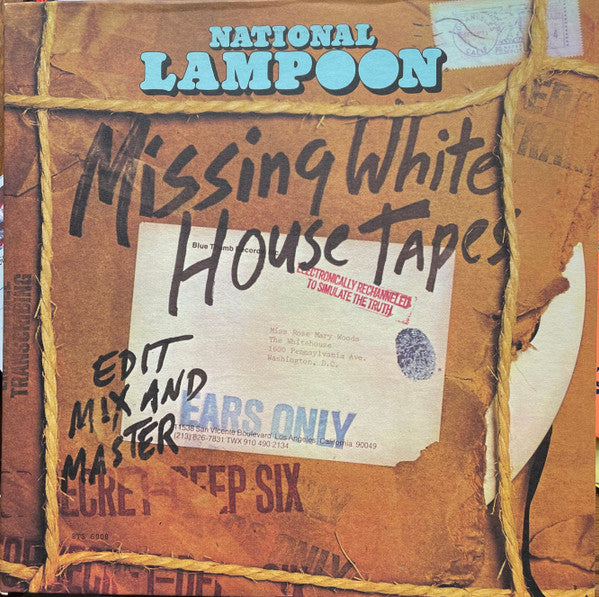 NATIONAL
LAMPOON
Missing White
House Tapes
Blue Thumb Records
ELECTRONICALLY RECHANNELED
TO SIMULATE THE TRUTH
Miss Rose Mary Woods
The Whitehouse
1600 Pennsylvania Ave.
Washington, D.C.
TRANSCRIBING
EDIT
MIX AND
MASTER
EARS ONLY
11538 San Vicente Boulevard Los Angeles, California, 90049
(213) 826-7831 TWX 910 490 2134
ECRET-DEEP SIX
BTS 6008
ONLY